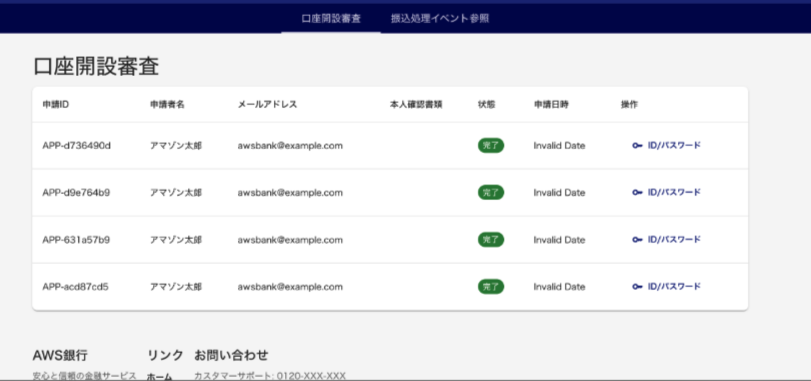 口座開設審査 振込処理イベント参照
口座開設審査
申請ID 申請者名 メールアドレス 本人確認書類 状態 申請日時 操作
APP-d736490d アマゾン太郎 awsbank@example.com 完了 Invalid Date ID/パスワード
APP-d9e764b9 アマゾン太郎 awsbank@example.com 完了 Invalid Date ID/パスワード
APP-631a57b9 アマゾン太郎 awsbank@example.com 完了 Invalid Date ID/パスワード
APP-acd87cd5 アマゾン太郎 awsbank@example.com 完了 Invalid Date ID/パスワード
AWS銀行 リンク お問い合わせ
安心と信頼の金融サービス ホーム カスタマーサポート: 0120-XXX-XXX